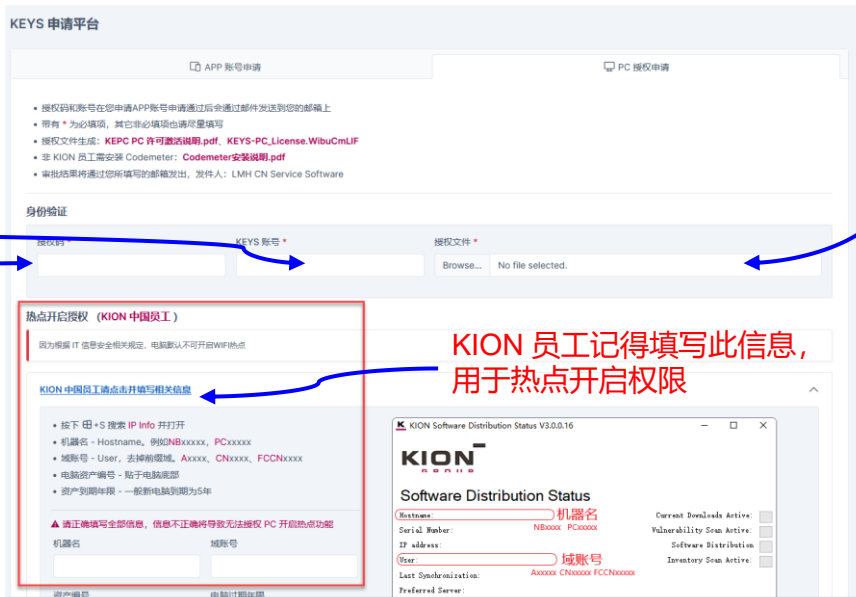 KEYS 申请平台
APP 账号申请
PC 授权申请
• 授权码和账号在您申请APP账号申请通过后会通过邮件发送到您的邮箱上
• 带有 * 为必填项，其它非必填项也请尽量填写
• 授权文件生成：KEPC PC 许可激活说明.pdf、KEYS-PC_License.WibuCmLIF
• 非 KION 员工需安装 Codemeter：Codemeter安装说明.pdf
• 审批结果将通过您所填写的邮箱发出，发件人：LMH CN Service Software
身份验证
授权码 *
KEYS 账号 *
授权文件 *
Browse... No file selected.
热点开启授权 （KION 中国员工 ）
因为根据 IT 信息安全相关规定，电脑默认不可开启WIFI热点
KION 员工记得填写此信息，
用于热点开启权限
KION 中国员工请点击并填写相关信息
• 按下 +S 搜索 IP Info 并打开
• 机器名 - Hostname。例如NBxxxxx，PCxxxxx
• 域账号 - User，去掉前缀域。Axxxx、CNxxxx、FCCNxxxx
• 电脑资产编号 - 贴于电脑底部
• 资产到期年限 - 一般新电脑到期为5年
请正确填写全部信息，信息不正确将导致无法授权 PC 开启热点功能
机器名
域账号
资产编号
电脑过期年限
KION Software Distribution Status V3.0.0.16
KION
GROUP
Software Distribution Status
Hostname: 机器名
NBxxxx PCxxxxx
Serial Number:
IP address:
User: 域账号
Axxxxx CNxxxxx FCCNxxxxx
Last Synchronization:
Preferred Server:
Current Downloads Active:
Vulnerability Scan Active:
Software Distribution
Inventory Scan Active: